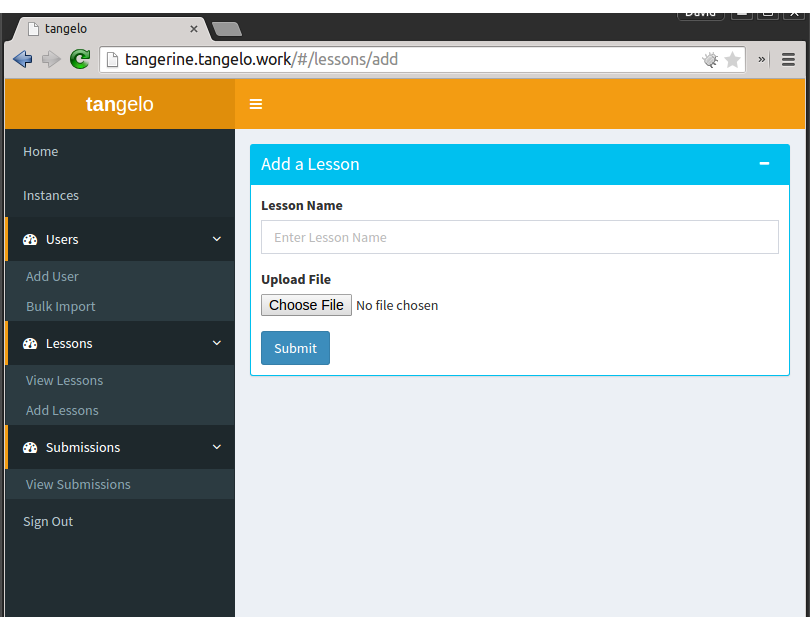 David
tangelo
tangerine.tangelo.work/#/lessons/add
tangelo
Home
Instances
Users
Add User
Bulk Import
Lessons
View Lessons
Add Lessons
Submissions
View Submissions
Sign Out
Add a Lesson
Lesson Name
Enter Lesson Name
Upload File
Choose File No file chosen
Submit